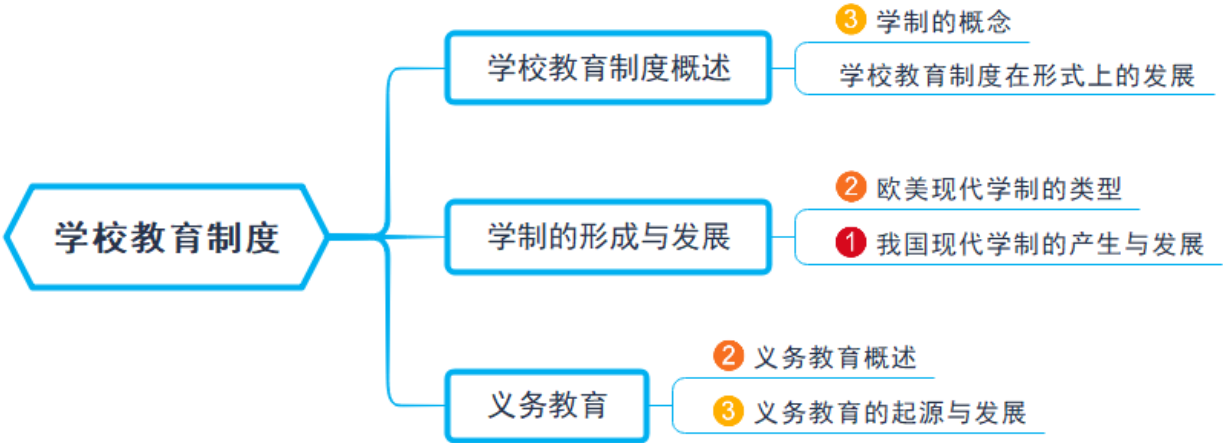 学校教育制度
学校教育制度概述
3 学制的概念
学校教育制度在形式上的发展
学制的形成与发展
2 欧美现代学制的类型
1 我国现代学制的产生与发展
义务教育
2 义务教育概述
3 义务教育的起源与发展